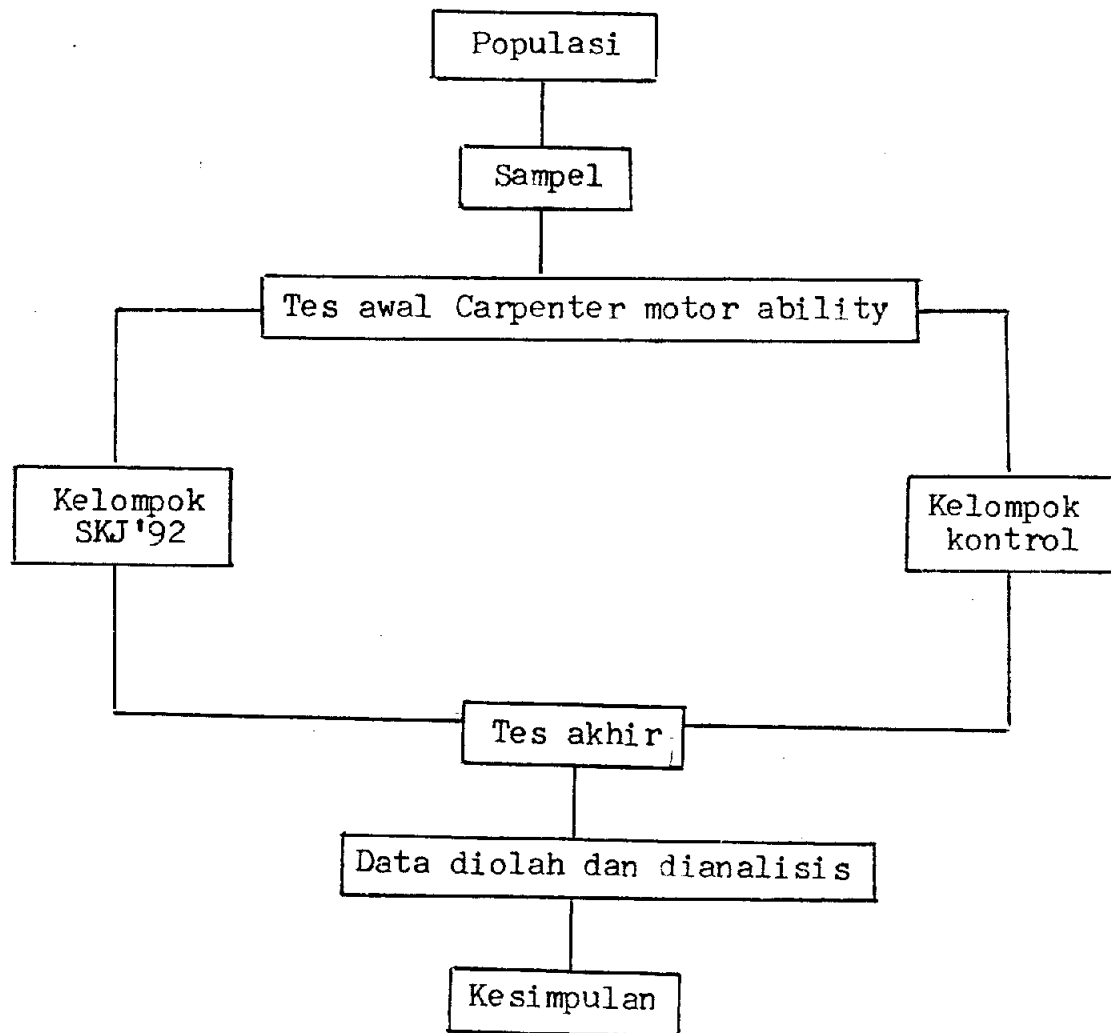 Populasi
Sampel
Tes awal Carpenter motor ability
Kelompok
SKJ'92
Kelompok
kontrol
Tes akhir
Data diolah dan dianalisis
Kesimpulan